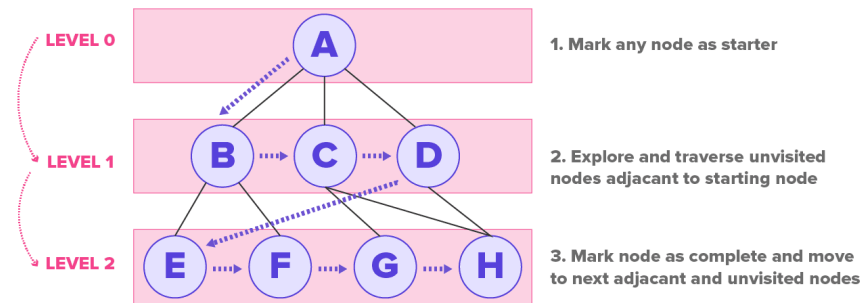 LEVEL 0
A
1. Mark any node as starter
LEVEL 1
B
C
D
2. Explore and traverse unvisited
nodes adjacant to starting node
LEVEL 2
E
F
G
H
3. Mark node as complete and move
to next adjacant and unvisited nodes